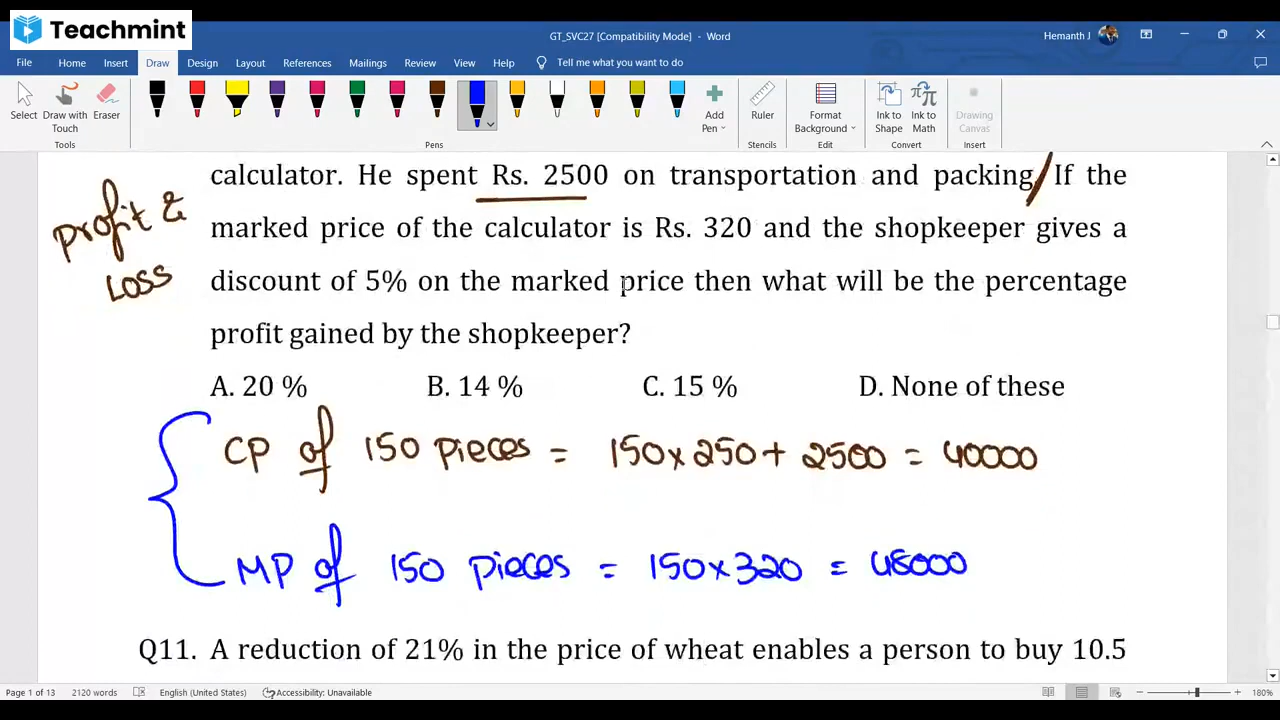 Teachmint
GT_SVC27 [Compatibility Mode] - Word
Hemanth J
File Home Insert Draw Design Layout References Mailings Review View Help Tell me what you want to do
Select
Draw with Touch
Eraser
Add Pen
Ruler
Format Background
Ink to Shape
Ink to Math
Drawing Canvas
Tools Pens Stencils Edit Convert Insert
calculator. He spent Rs. 2500 on transportation and packing/ If the
marked price of the calculator is Rs. 320 and the shopkeeper gives a
discount of 5% on the marked price then what will be the percentage
profit gained by the shopkeeper?
profit &
Loss
A. 20 % B. 14 % C. 15 % D. None of these
CP of 150 pieces = 150×250+ 2500 = 40000
MP of 150 pieces = 150×320 = 48000
Q11. A reduction of 21% in the price of wheat enables a person to buy 10.5
Page 1 of 13 2120 words English (United States) Accessibility: Unavailable 180%